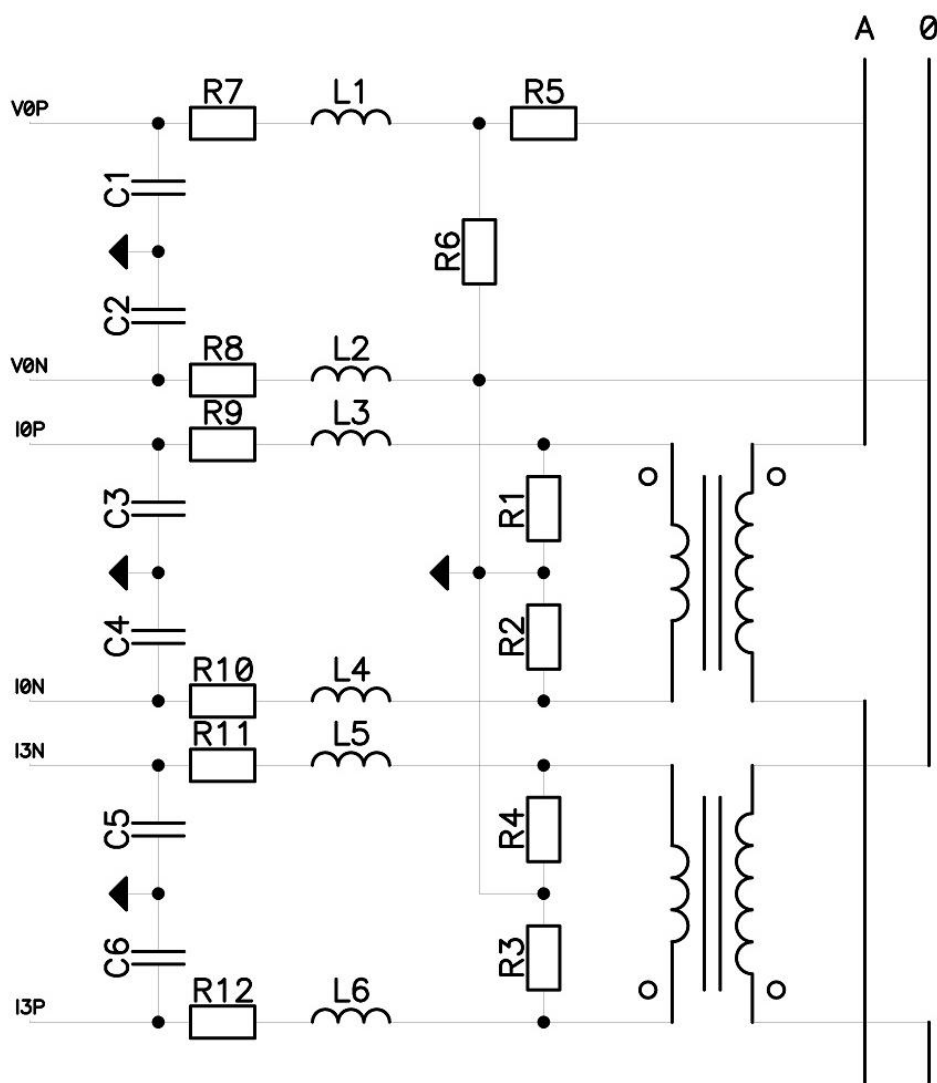 A 0
R7 L1 R5
V0P
C1
R6
C2
R8 L2
V0N
R9 L3
I0P
C3
R1
C4
R2
R10 L4
I0N
R11 L5
I3N
C5
R4
C6
R3
R12 L6
I3P